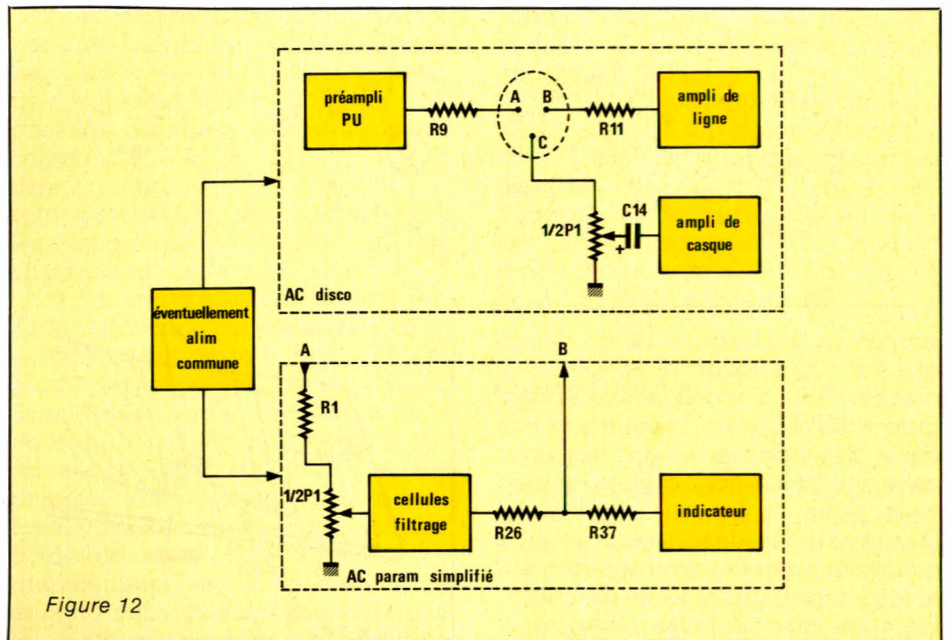 préampli
PU
R9
A
B
C
R11
ampli de
ligne
1/2P1
C14
+
ampli de
casque
AC disco
éventuellement
alim
commune
A
R1
1/2P1
cellules
filtrage
R26
B
R37
indicateur
AC param simplifié
Figure 12